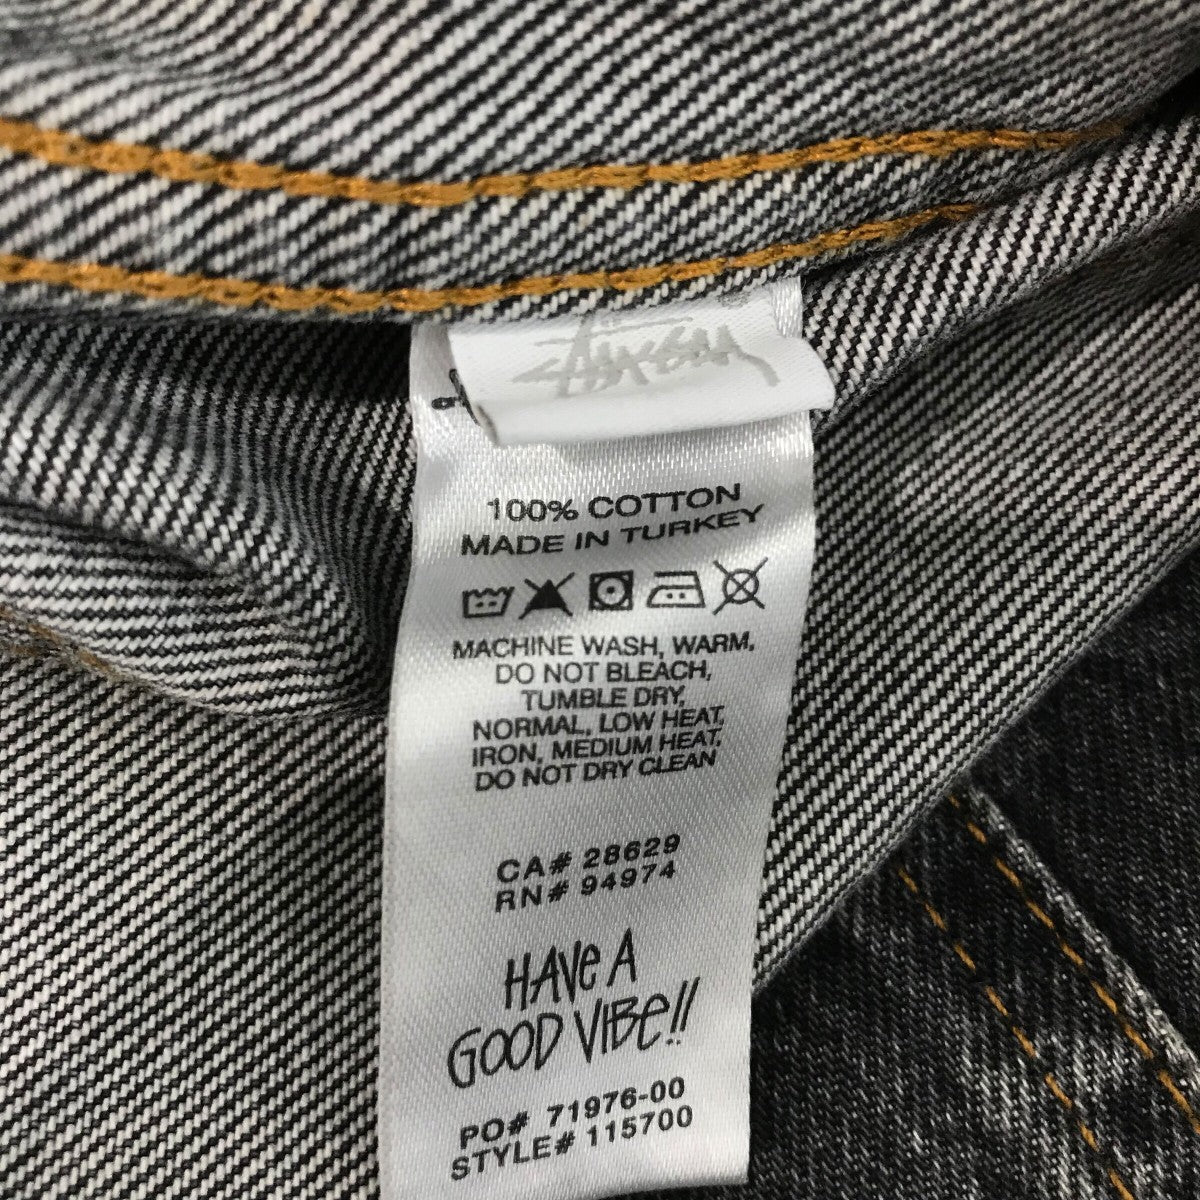 Stüssy
100% COTTON
MADE IN TURKEY
MACHINE WASH, WARM,
DO NOT BLEACH,
TUMBLE DRY,
NORMAL, LOW HEAT,
IRON, MEDIUM HEAT,
DO NOT DRY CLEAN
CA# 28629
RN# 94974
HAVE A
GOOD VIBE!!
PO# 71976-00
STYLE# 115700